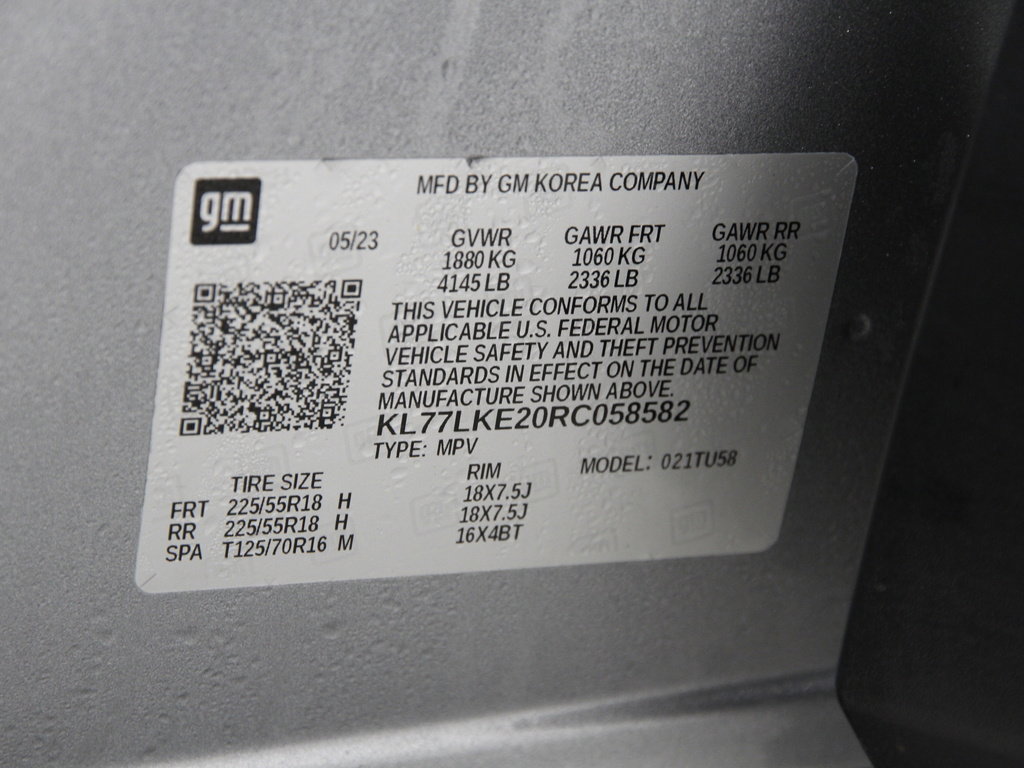 gm
MFD BY GM KOREA COMPANY
05/23
GVWR GAWR FRT GAWR RR
1880 KG 1060 KG 1060 KG
4145 LB 2336 LB 2336 LB
THIS VEHICLE CONFORMS TO ALL
APPLICABLE U.S. FEDERAL MOTOR
VEHICLE SAFETY AND THEFT PREVENTION
STANDARDS IN EFFECT ON THE DATE OF
MANUFACTURE SHOWN ABOVE.
KL77LKE20RC058582
TYPE: MPV MODEL: 021TU58
TIRE SIZE RIM
FRT 225/55R18 H 18X7.5J
RR 225/55R18 H 18X7.5J
SPA T125/70R16 M 16X4BT